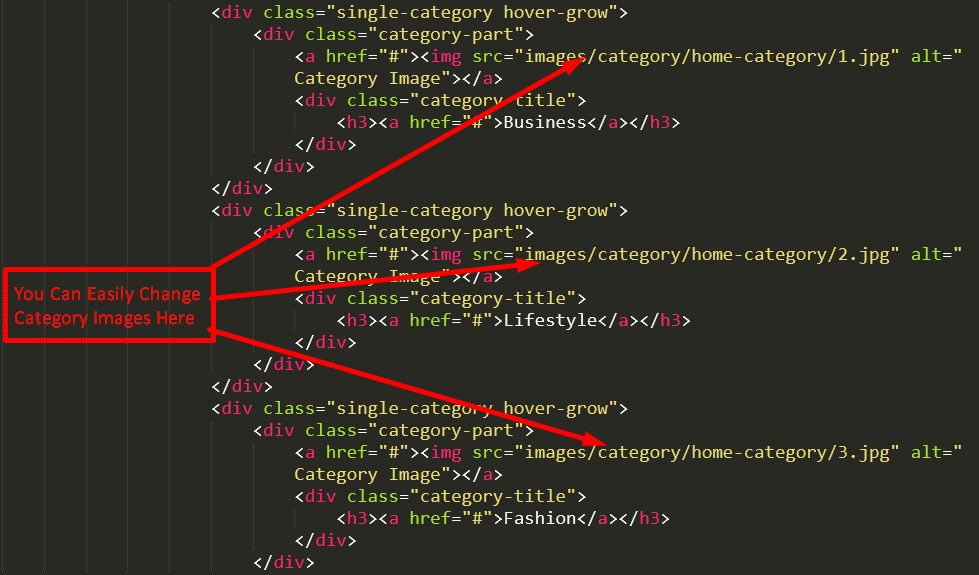 <div class="single-category hover-grow">
<div class="category-part">
<a href="#"><img src="images/category/home-category/1.jpg" alt="
Category Image"></a>
<div class="category-title">
<h3><a href="#">Business</a></h3>
</div>
</div>
</div>
<div class="single-category hover-grow">
<div class="category-part">
<a href="#"><img src="images/category/home-category/2.jpg" alt="
Category Image"></a>
You Can Easily Change
Category Images Here
<div class="category-title">
<h3><a href="#">Lifestyle</a></h3>
</div>
</div>
</div>
<div class="single-category hover-grow">
<div class="category-part">
<a href="#"><img src="images/category/home-category/3.jpg" alt="
Category Image"></a>
<div class="category-title">
<h3><a href="#">Fashion</a></h3>
</div>
</div>